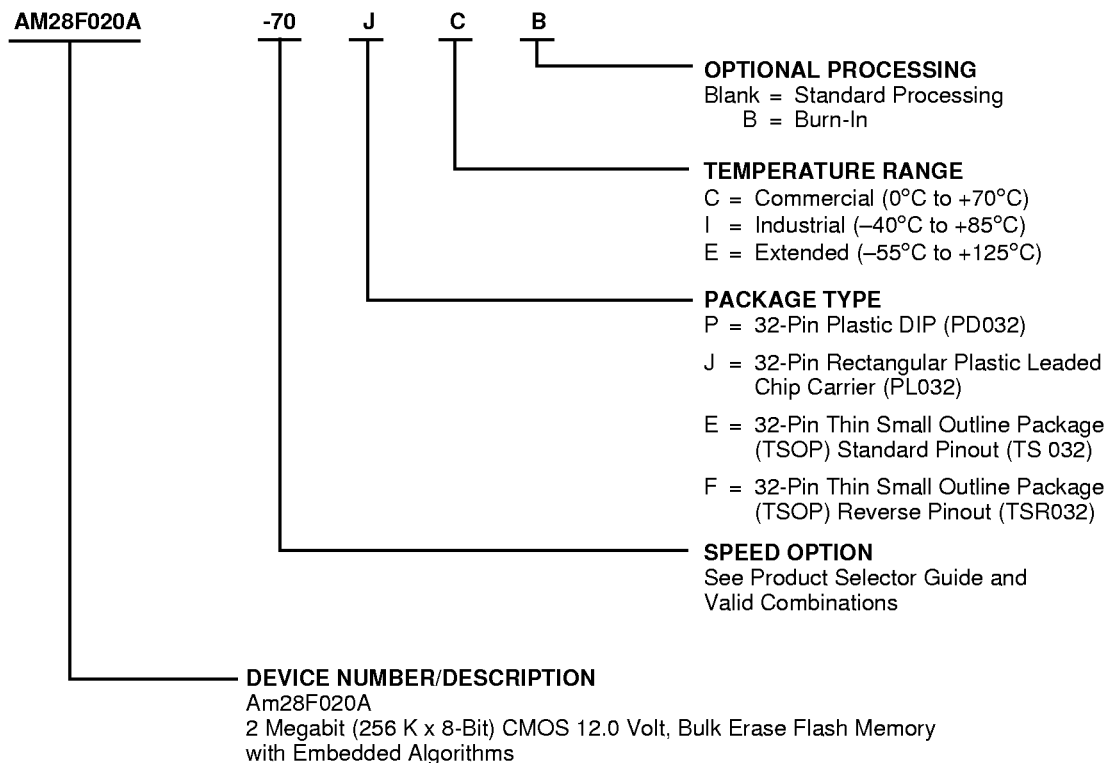 AM28F020A -70 J C B
OPTIONAL PROCESSING
Blank = Standard Processing
B = Burn-In
TEMPERATURE RANGE
C = Commercial (0°C to +70°C)
I = Industrial (–40°C to +85°C)
E = Extended (–55°C to +125°C)
PACKAGE TYPE
P = 32-Pin Plastic DIP (PD032)
J = 32-Pin Rectangular Plastic Leaded
Chip Carrier (PL032)
E = 32-Pin Thin Small Outline Package
(TSOP) Standard Pinout (TS 032)
F = 32-Pin Thin Small Outline Package
(TSOP) Reverse Pinout (TSR032)
SPEED OPTION
See Product Selector Guide and
Valid Combinations
DEVICE NUMBER/DESCRIPTION
Am28F020A
2 Megabit (256 K x 8-Bit) CMOS 12.0 Volt, Bulk Erase Flash Memory
with Embedded Algorithms